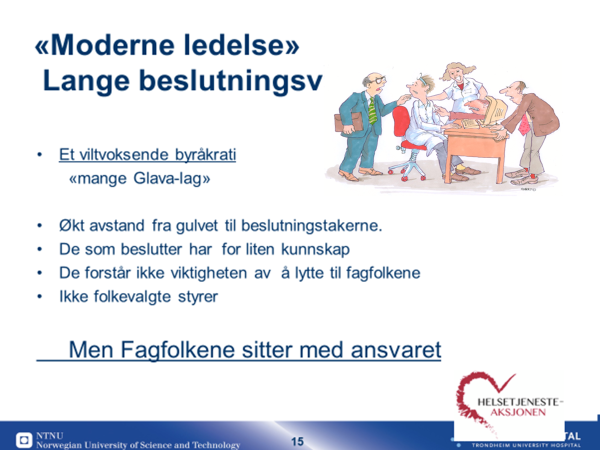 «Moderne ledelse»
Lange beslutningsv
• Et viltvoksende byråkrati
«mange Glava-lag»
• Økt avstand fra gulvet til beslutningstakerne.
• De som beslutter har for liten kunnskap
• De forstår ikke viktigheten av å lytte til fagfolkene
• Ikke folkevalgte styrer
Men Fagfolkene sitter med ansvaret
HELSETJENESTE-
AKSJONEN
NTNU
Norwegian University of Science and Technology
15
TAL
TRONDHEIM UNIVERSITY HOSPITAL